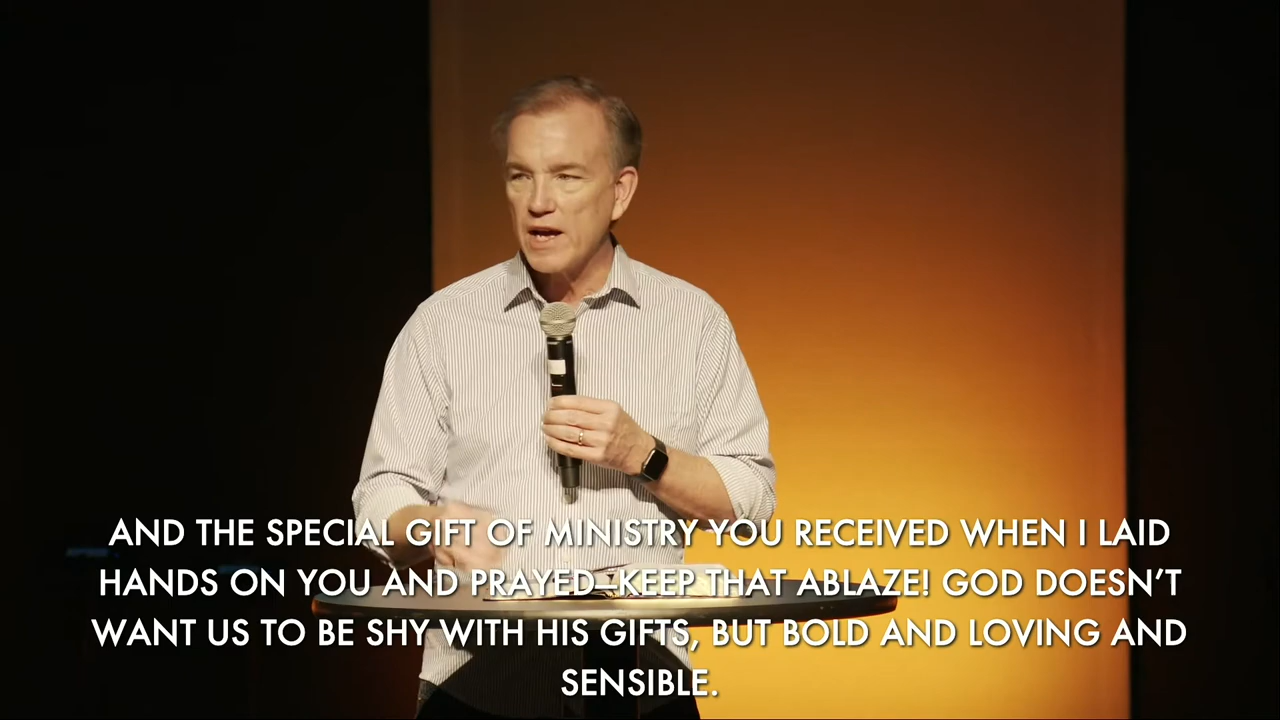 AND THE SPECIAL GIFT OF MINISTRY YOU RECEIVED WHEN I LAID
HANDS ON YOU AND PRAYED—KEEP THAT ABLAZE! GOD DOESN’T
WANT US TO BE SHY WITH HIS GIFTS, BUT BOLD AND LOVING AND
SENSIBLE.